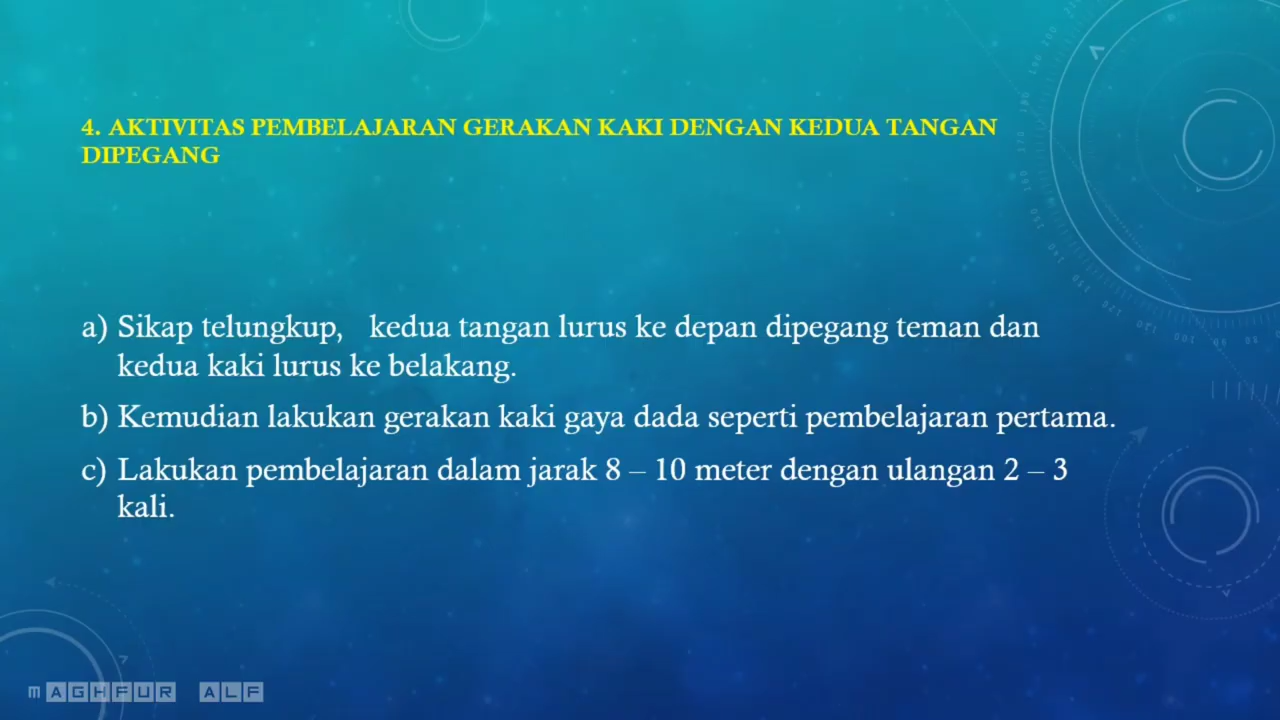 4. AKTIVITAS PEMBELAJARAN GERAKAN KAKI DENGAN KEDUA TANGAN
DIPEGANG
a) Sikap telungkup, kedua tangan lurus ke depan dipegang teman dan
kedua kaki lurus ke belakang.
b) Kemudian lakukan gerakan kaki gaya dada seperti pembelajaran pertama.
c) Lakukan pembelajaran dalam jarak 8 – 10 meter dengan ulangan 2 – 3
kali.
MAGHFUR ALF